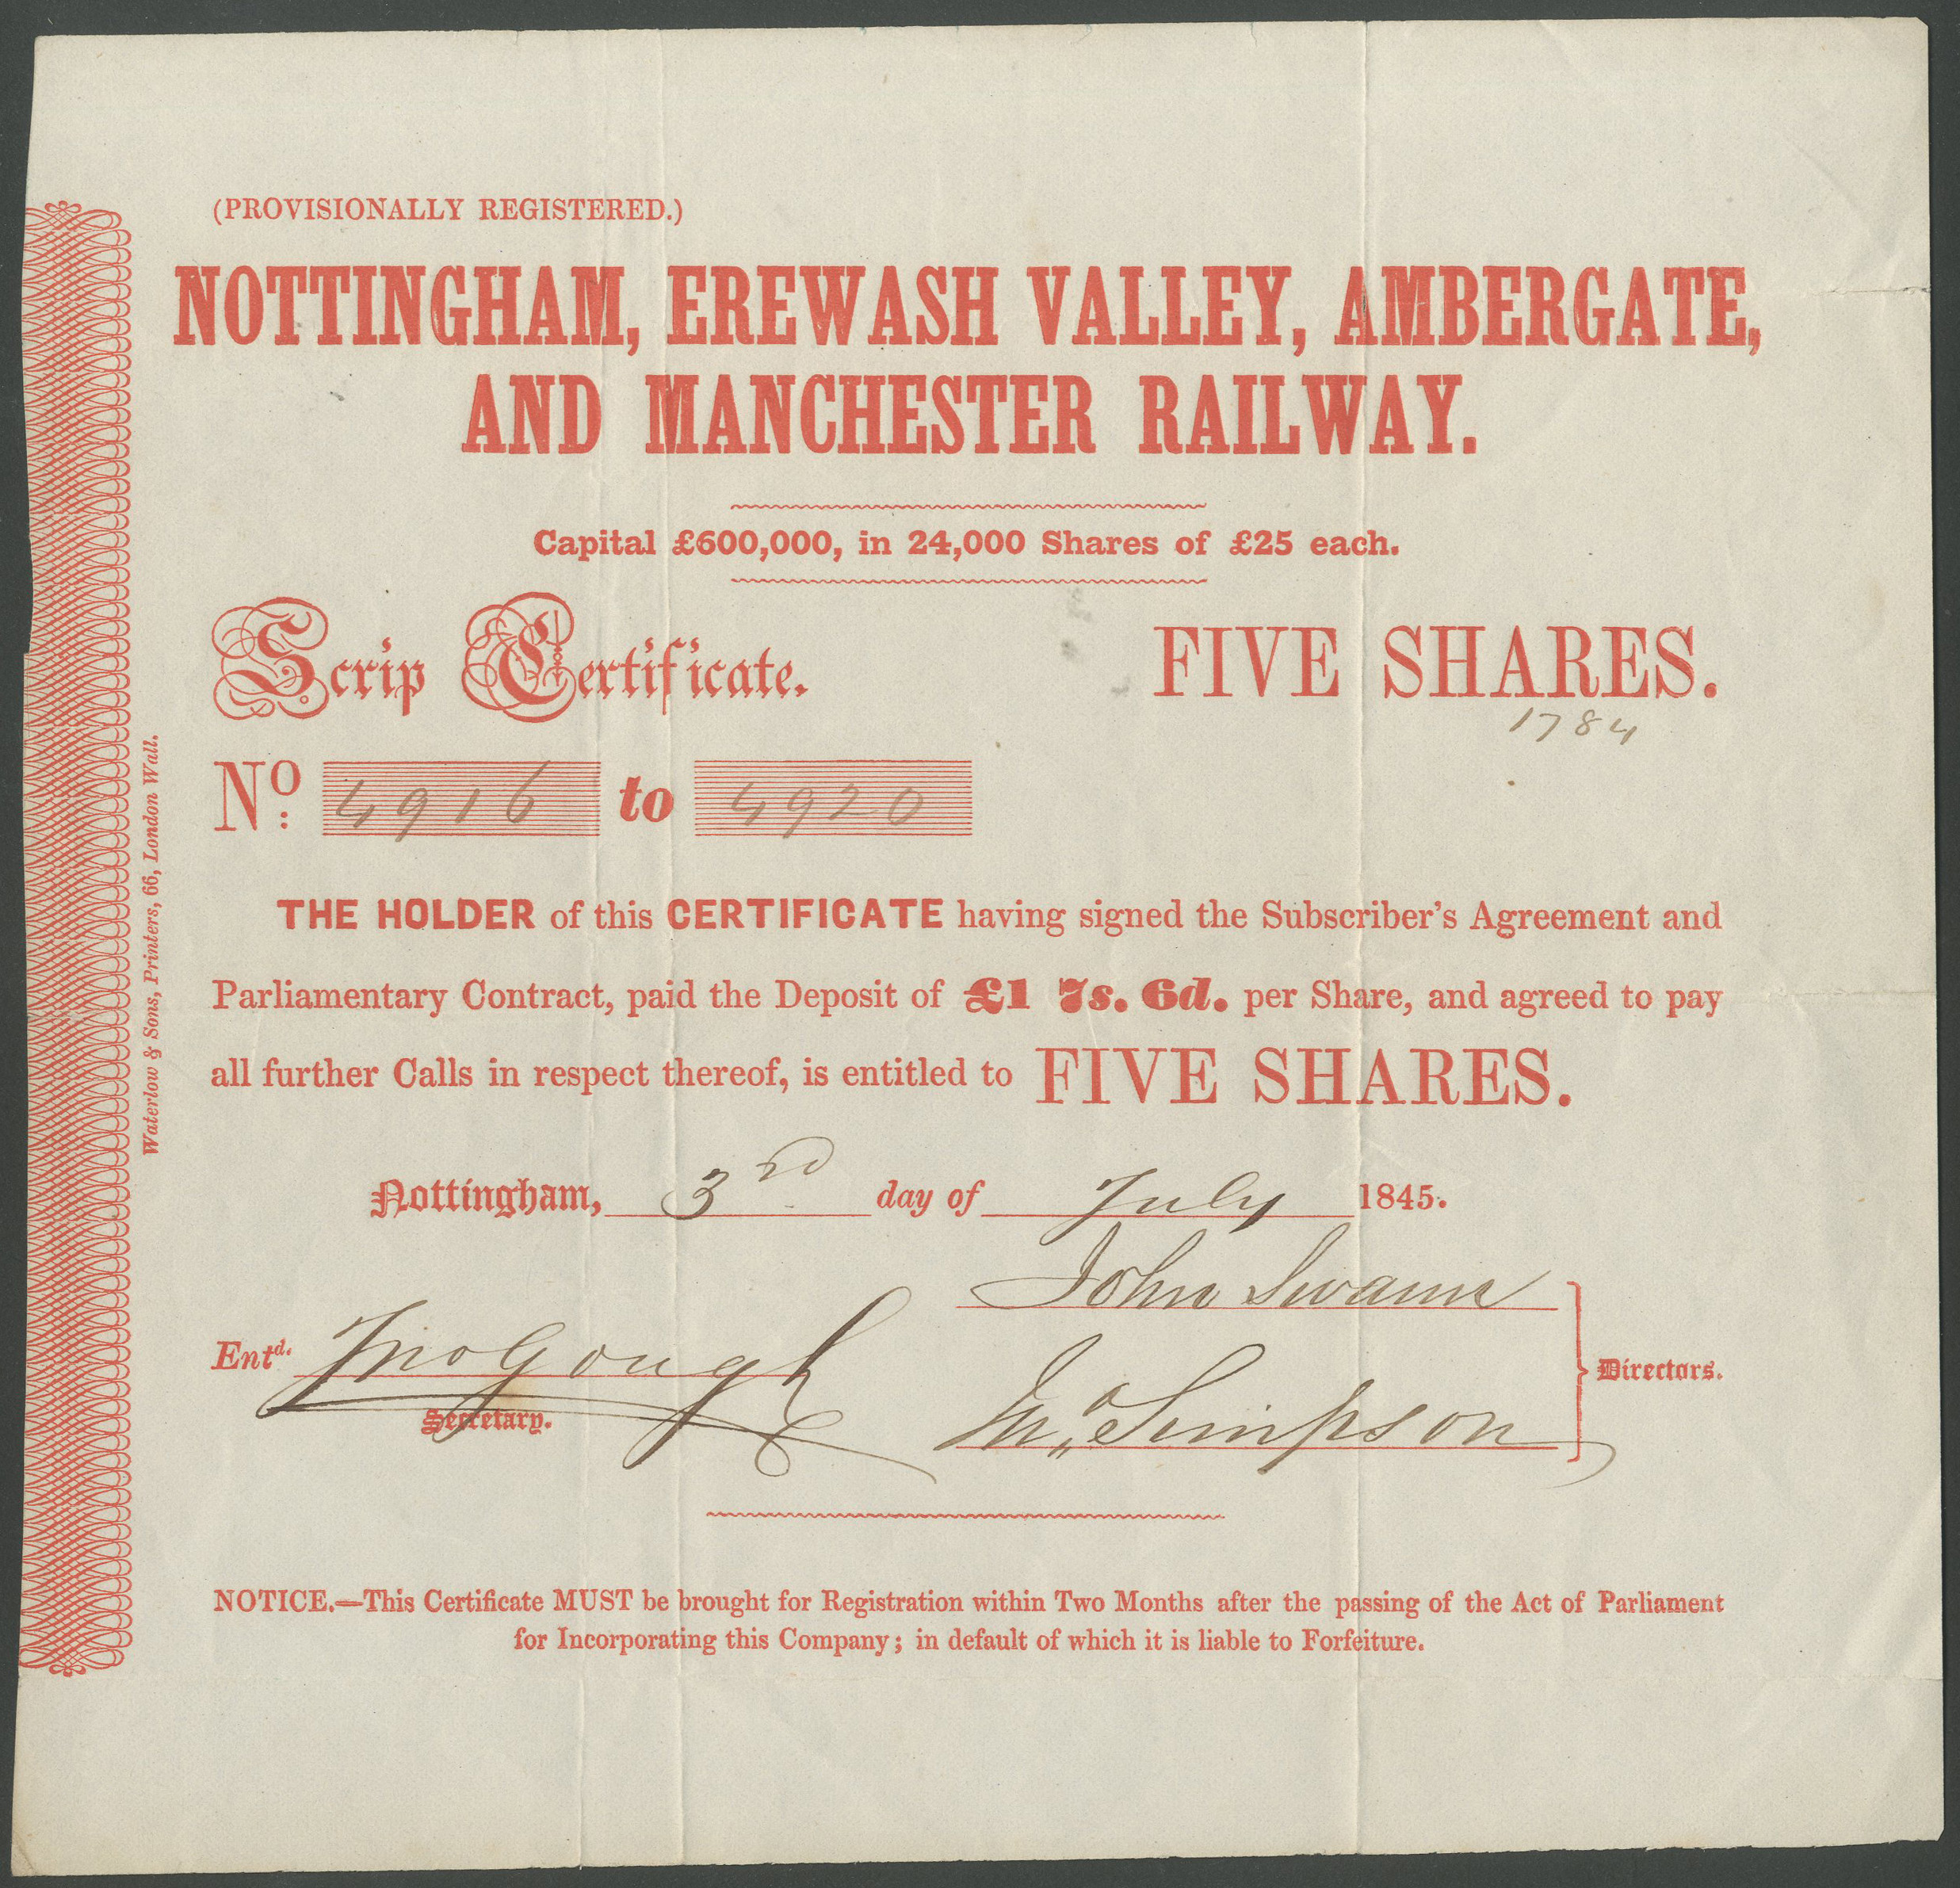 (PROVISIONALLY REGISTERED.)
NOTTINGHAM, EREWASH VALLEY, AMBERGATE,
AND MANCHESTER RAILWAY.
Capital £600,000, in 24,000 Shares of £25 each.
Scrip Certificate. FIVE SHARES.
1784
No. 4916 to 4920
THE HOLDER of this CERTIFICATE having signed the Subscriber's Agreement and
Parliamentary Contract, paid the Deposit of £1 7s. 6d. per Share, and agreed to pay
all further Calls in respect thereof, is entitled to FIVE SHARES.
Nottingham, 3rd day of July 1845.
John Swann
Entd. Jno Gough
Directors.
Jno Simpson
Secretary.
NOTICE.—This Certificate MUST be brought for Registration within Two Months after the passing of the Act of Parliament
for Incorporating this Company; in default of which it is liable to Forfeiture.
Waterlow & Sons, Printers, 66, London Wall.